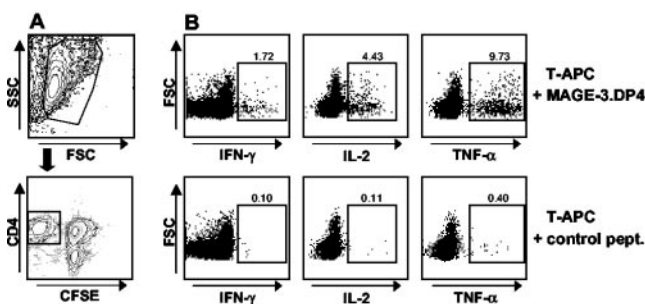 A
B
SSC
FSC
CD4
CFSE
FSC
1.72
IFN-γ
4.43
IL-2
9.73
TNF-α
T-APC
+ MAGE-3.DP4
FSC
0.10
IFN-γ
0.11
IL-2
0.40
TNF-α
T-APC
+ control pept.